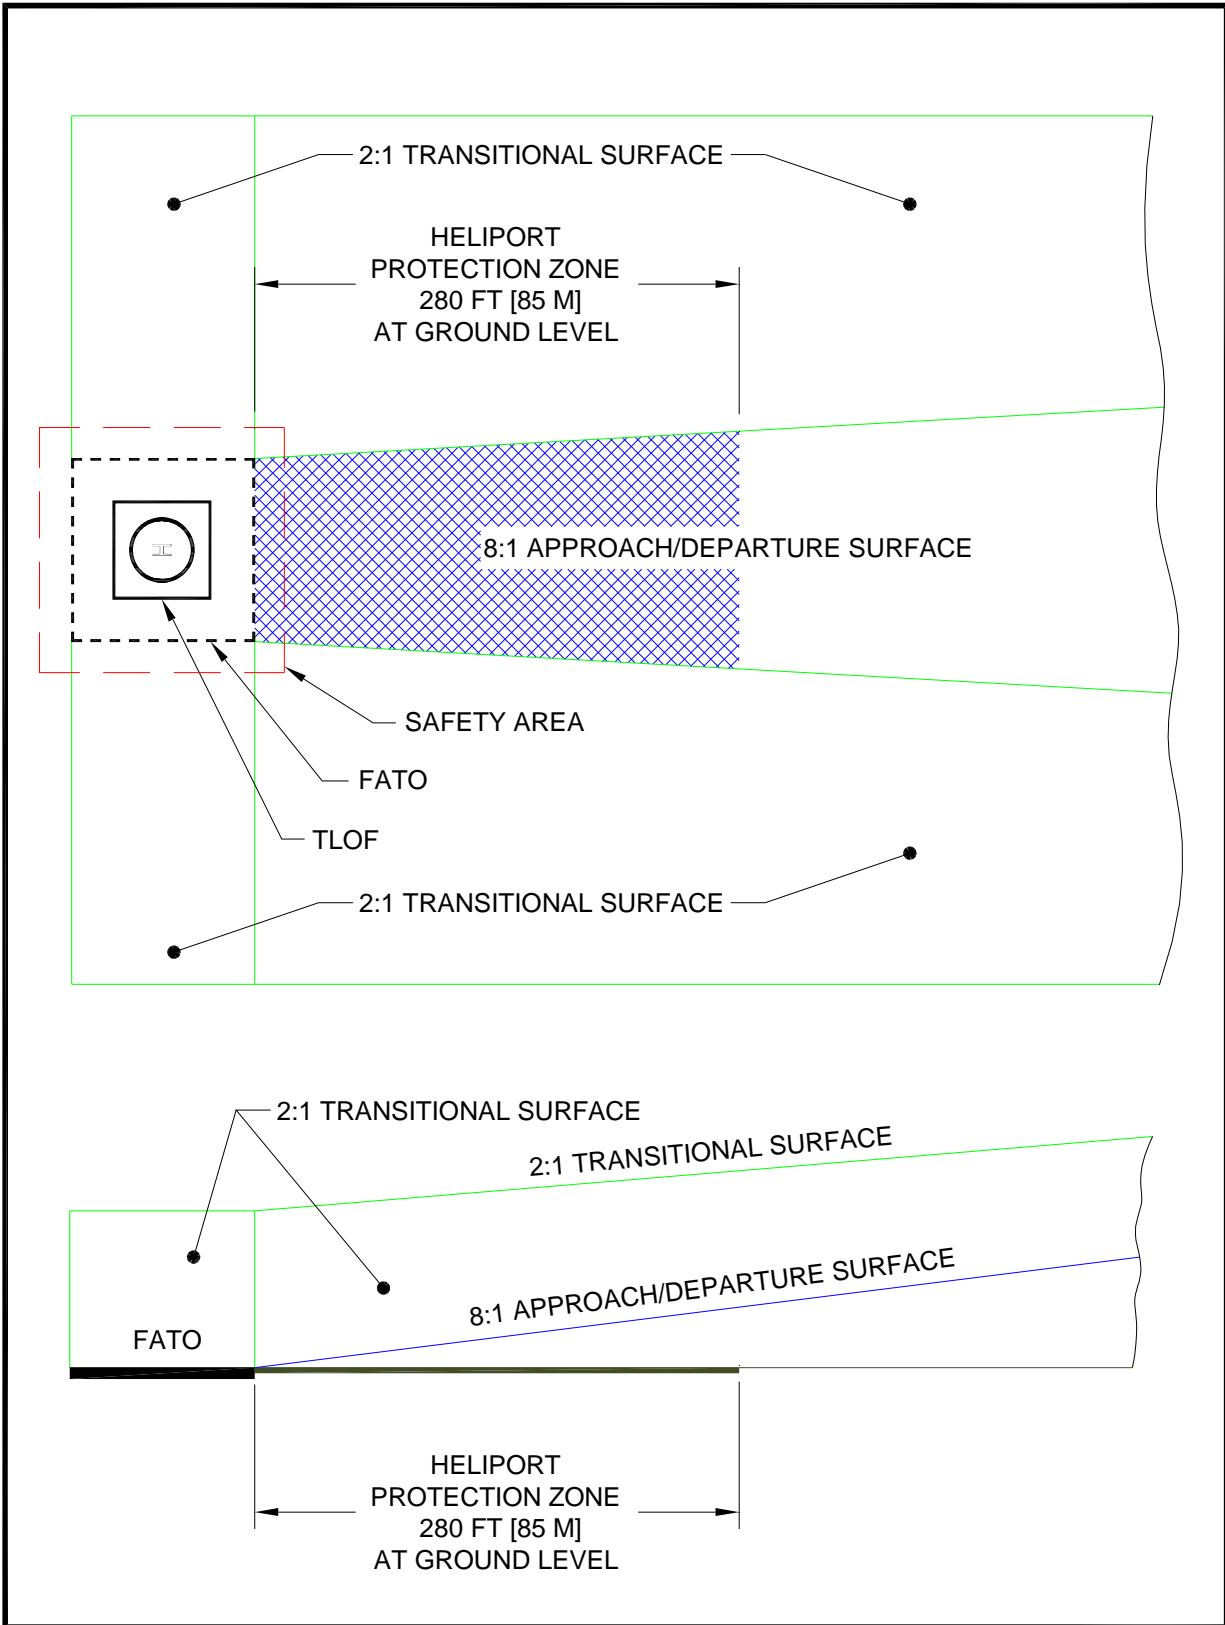 2:1 TRANSITIONAL SURFACE
HELIPORT
PROTECTION ZONE
280 FT [85 M]
AT GROUND LEVEL
8:1 APPROACH/DEPARTURE SURFACE
H
SAFETY AREA
FATO
TLOF
2:1 TRANSITIONAL SURFACE
2:1 TRANSITIONAL SURFACE
2:1 TRANSITIONAL SURFACE
8:1 APPROACH/DEPARTURE SURFACE
FATO
HELIPORT
PROTECTION ZONE
280 FT [85 M]
AT GROUND LEVEL